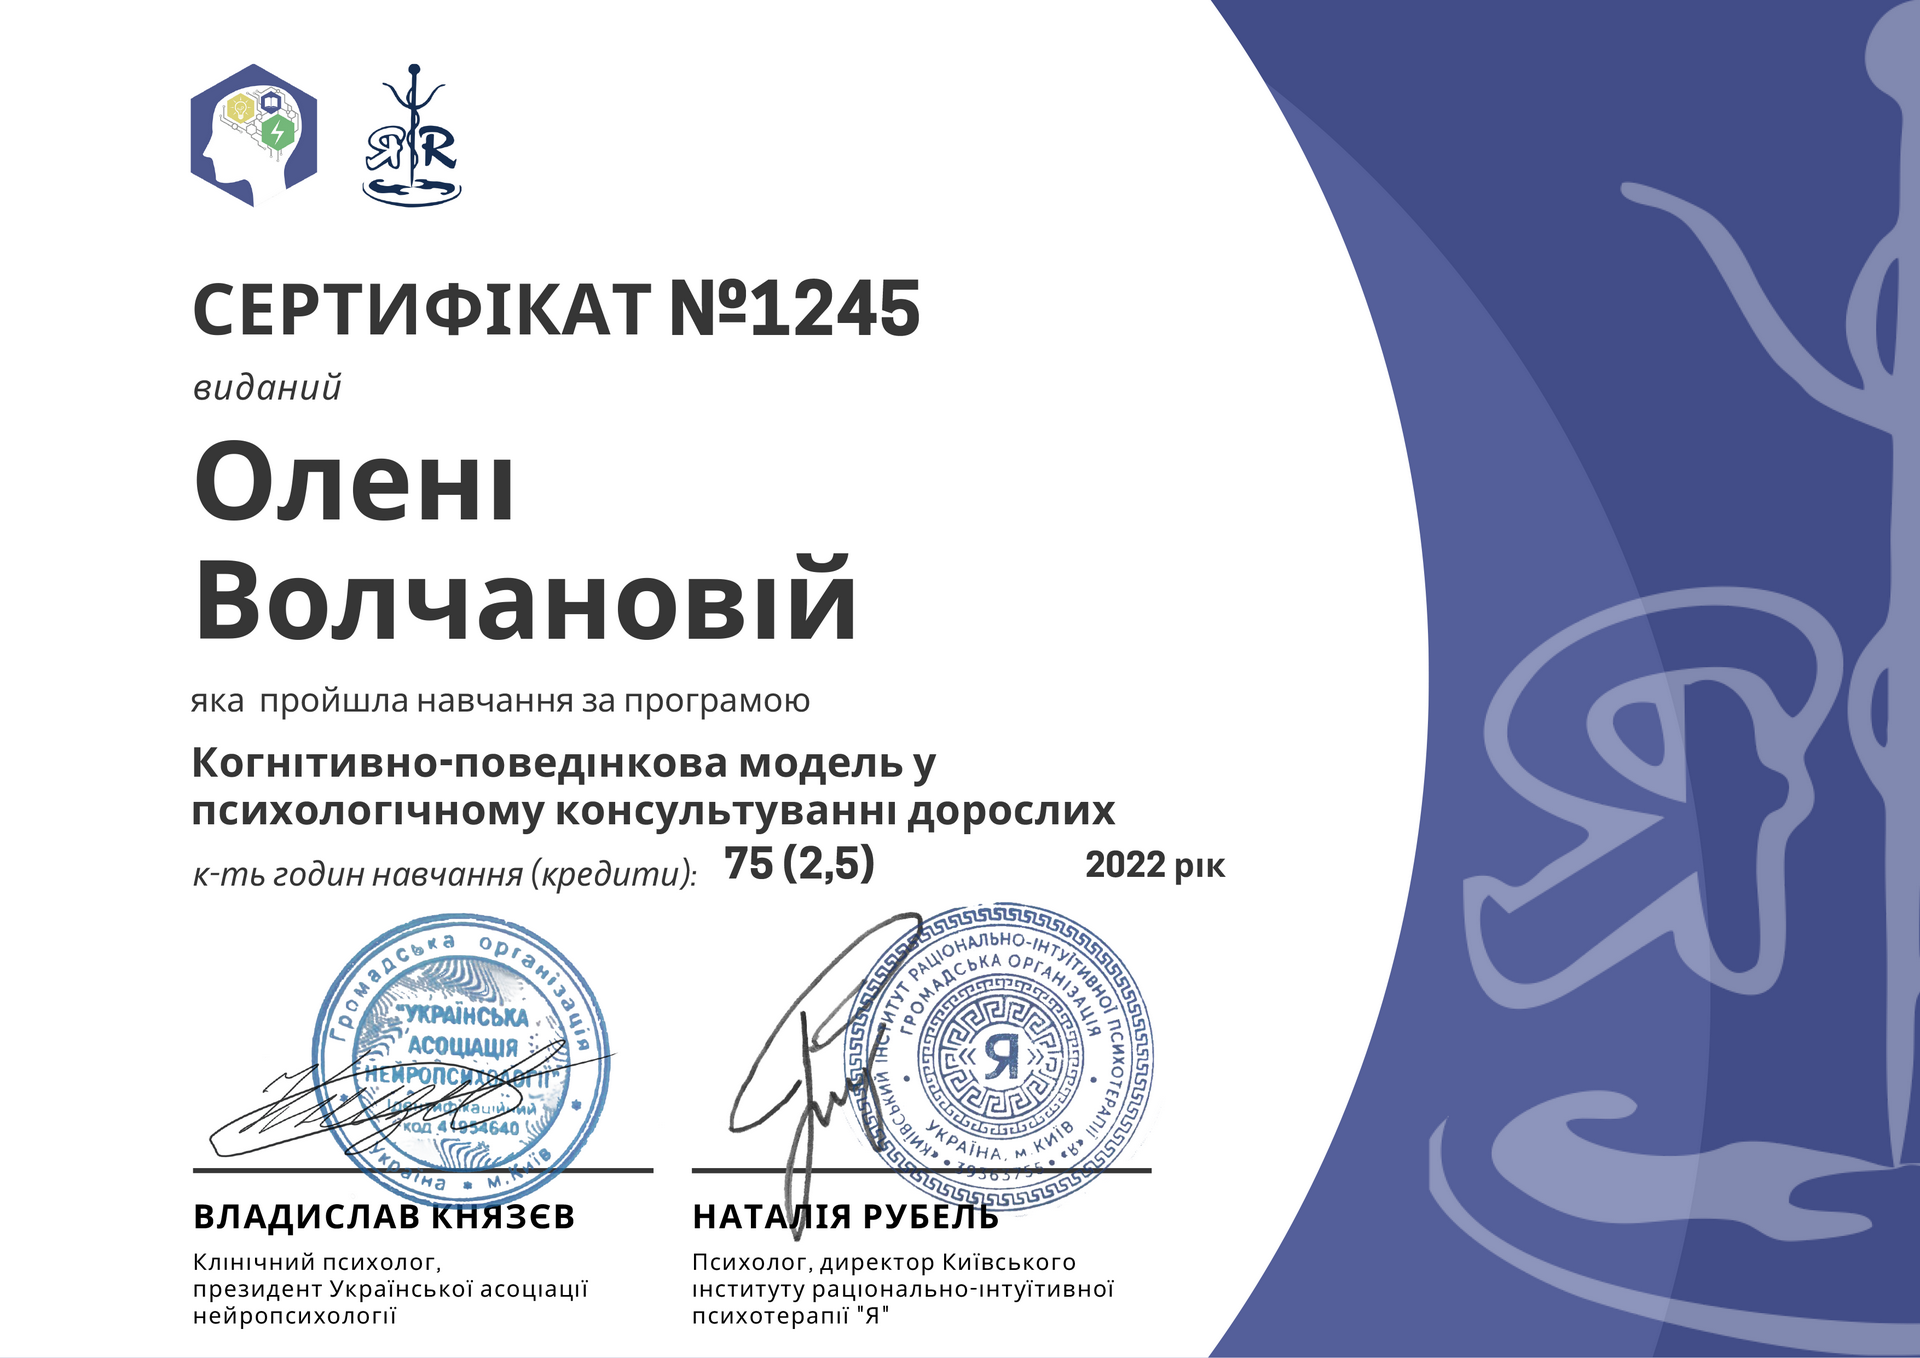 ЯR
СЕРТИФІКАТ №1245
виданий
Олені
Волчановій
яка пройшла навчання за програмою
Когнітивно-поведінкова модель у
психологічному консультуванні дорослих
к-ть годин навчання (кредити): 75 (2,5)
2022 рік
Громадська організація
"УКРАЇНСЬКА
АСОЦІАЦІЯ
НЕЙРОПСИХОЛОГІЇ"
Ідентифікаційний
код 41954640
Україна * м.Київ
«КИЇВСЬКИЙ ІНСТИТУТ РАЦІОНАЛЬНО-ІНТУЇТИВНОЇ ПСИХОТЕРАПІЇ «Я»
ГРОМАДСЬКА ОРГАНІЗАЦІЯ
Я
УКРАЇНА, м.КИЇВ
ВЛАДИСЛАВ КНЯЗЄВ
Клінічний психолог,
президент Української асоціації
нейропсихології
НАТАЛІЯ РУБЕЛЬ
Психолог, директор Київського
інституту раціонально-інтуїтивної
психотерапії "Я"
Я